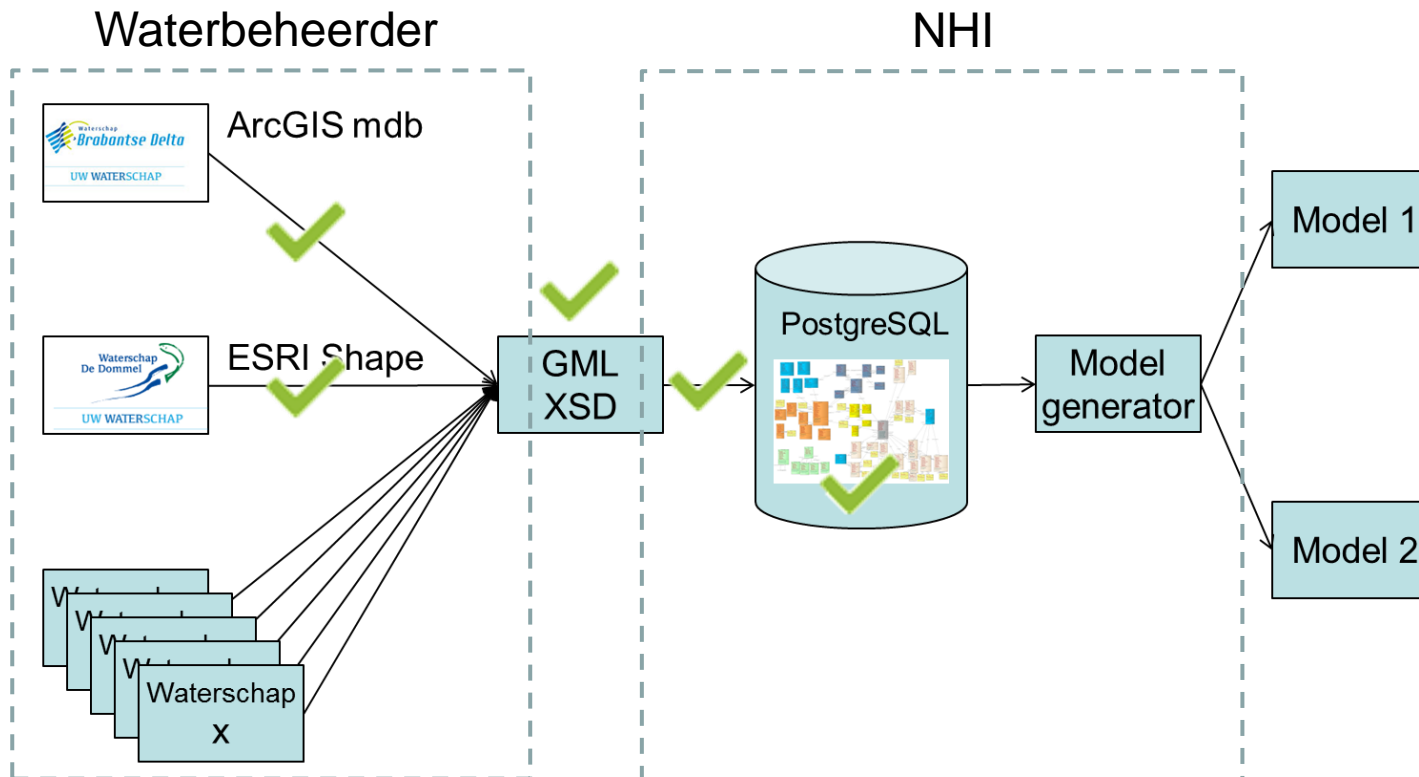 Waterbeheerder
NHI
Waterschap
Brabantse Delta
UW WATERSCHAP
ArcGIS mdb
Waterschap
De Dommel
UW WATERSCHAP
ESRI Shape
GML
XSD
PostgreSQL
Model
generator
Model 1
Model 2
Waterschap
x